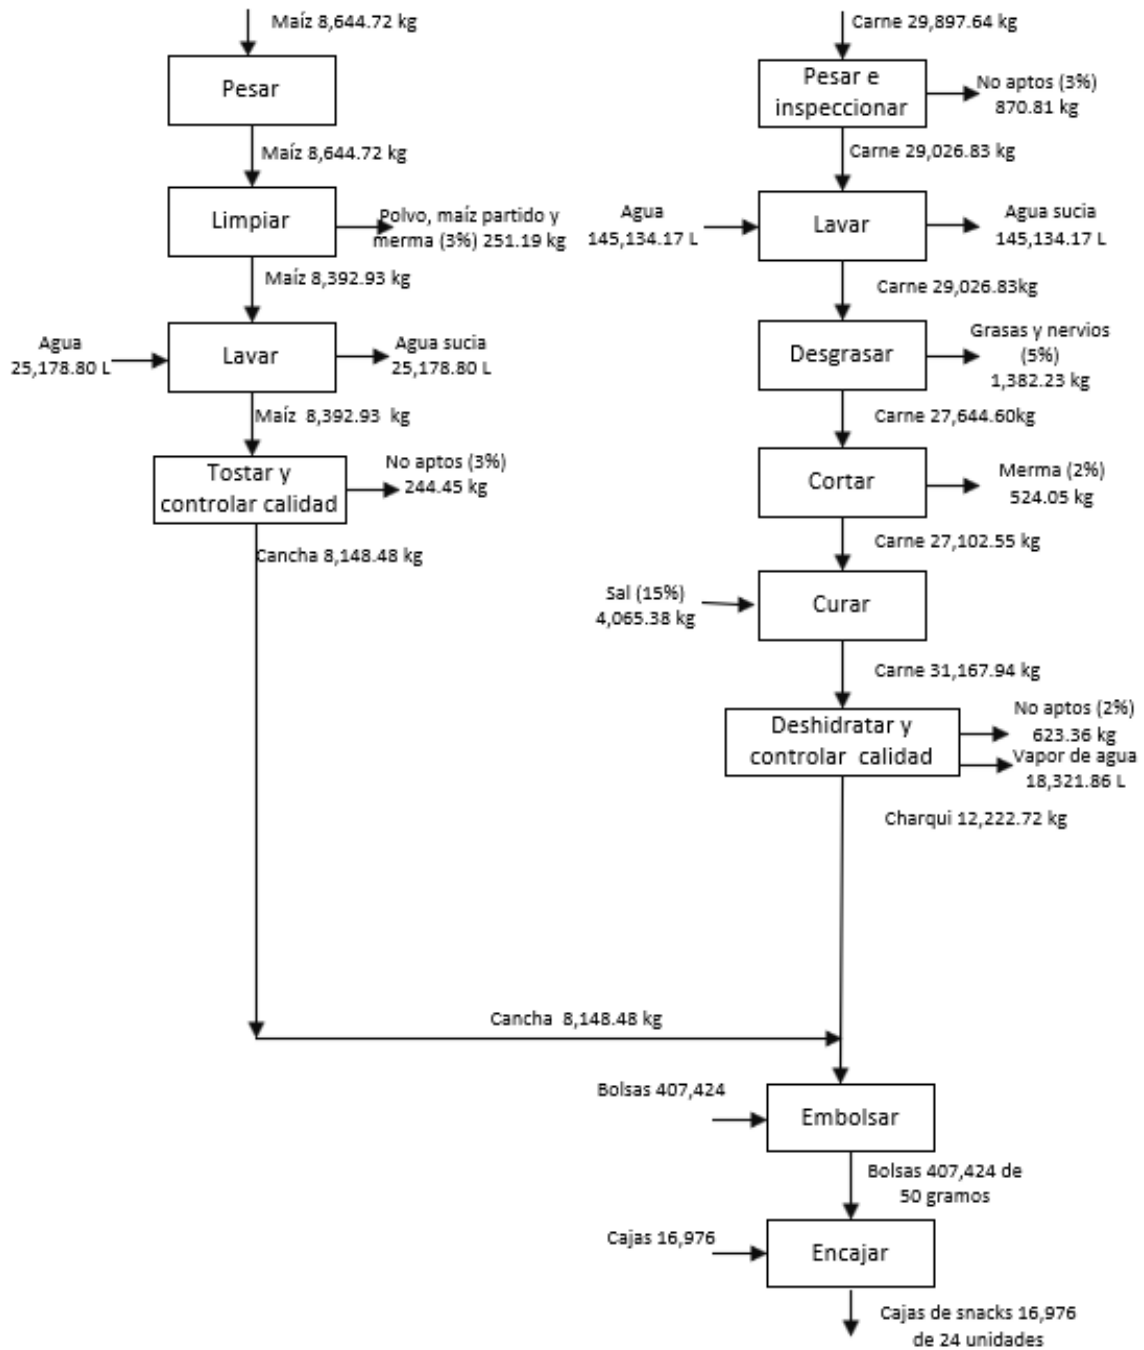 Maíz 8,644.72 kg
Pesar
Maíz 8,644.72 kg
Limpiar
Polvo, maíz partido y
merma (3%) 251.19 kg
Maíz 8,392.93 kg
Agua
25,178.80 L
Lavar
Agua sucia
25,178.80 L
Maíz 8,392.93 kg
Tostar y
controlar calidad
No aptos (3%)
244.45 kg
Cancha 8,148.48 kg
Carne 29,897.64 kg
Pesar e
inspeccionar
No aptos (3%)
870.81 kg
Carne 29,026.83 kg
Agua
145,134.17 L
Lavar
Agua sucia
145,134.17 L
Carne 29,026.83kg
Desgrasar
Grasas y nervios
(5%)
1,382.23 kg
Carne 27,644.60kg
Cortar
Merma (2%)
524.05 kg
Carne 27,102.55 kg
Sal (15%)
4,065.38 kg
Curar
Carne 31,167.94 kg
Deshidratar y
controlar calidad
No aptos (2%)
623.36 kg
Vapor de agua
18,321.86 L
Charqui 12,222.72 kg
Cancha 8,148.48 kg
Bolsas 407,424
Embolsar
Bolsas 407,424 de
50 gramos
Cajas 16,976
Encajar
Cajas de snacks 16,976
de 24 unidades